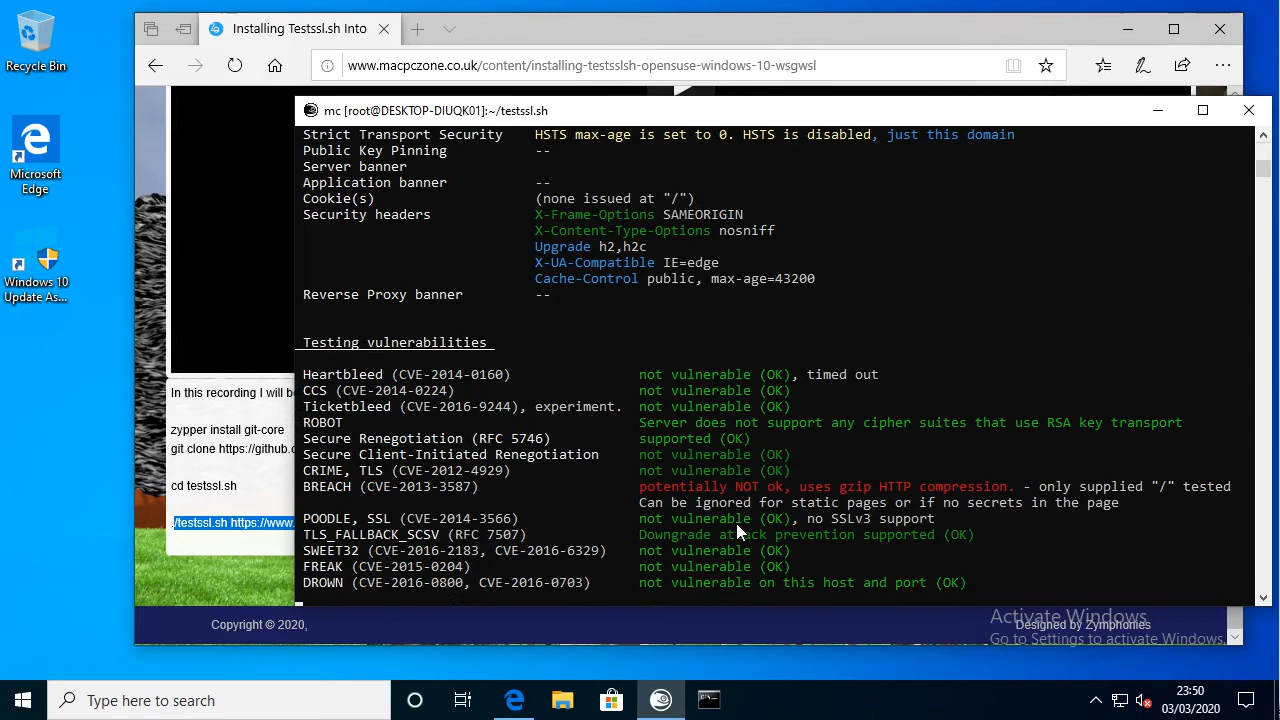 Recycle Bin
Microsoft
Edge
Windows 10
Update As...
Installing Testssl.sh Into
www.macpczone.co.uk/content/installing-testsslsh-opensuse-windows-10-wsgwsl
mc [root@DESKTOP-DIUQK01]:~/testssl.sh
Strict Transport Security HSTS max-age is set to 0. HSTS is disabled, just this domain
Public Key Pinning --
Server banner
Application banner --
Cookie(s) (none issued at "/")
Security headers X-Frame-Options SAMEORIGIN
X-Content-Type-Options nosniff
Upgrade h2,h2c
X-UA-Compatible IE=edge
Cache-Control public, max-age=43200
Reverse Proxy banner --
Testing vulnerabilities
Heartbleed (CVE-2014-0160) not vulnerable (OK), timed out
CCS (CVE-2014-0224) not vulnerable (OK)
Ticketbleed (CVE-2016-9244), experiment. not vulnerable (OK)
ROBOT Server does not support any cipher suites that use RSA key transport
Secure Renegotiation (RFC 5746) supported (OK)
Secure Client-Initiated Renegotiation not vulnerable (OK)
CRIME, TLS (CVE-2012-4929) not vulnerable (OK)
BREACH (CVE-2013-3587) potentially NOT ok, uses gzip HTTP compression. - only supplied "/" tested
Can be ignored for static pages or if no secrets in the page
POODLE, SSL (CVE-2014-3566) not vulnerable (OK), no SSLv3 support
TLS_FALLBACK_SCSV (RFC 7507) Downgrade attack prevention supported (OK)
SWEET32 (CVE-2016-2183, CVE-2016-6329) not vulnerable (OK)
FREAK (CVE-2015-0204) not vulnerable (OK)
DROWN (CVE-2016-0800, CVE-2016-0703) not vulnerable on this host and port (OK)
In this recording I will
zypper install git-core
git clone https://github.
cd testssl.sh
./testssl.sh https://www.
Copyright © 2020,
Designed by Zymphonies
Activate Windows
Go to Settings to activate Windows.
Type here to search
23:50
03/03/2020